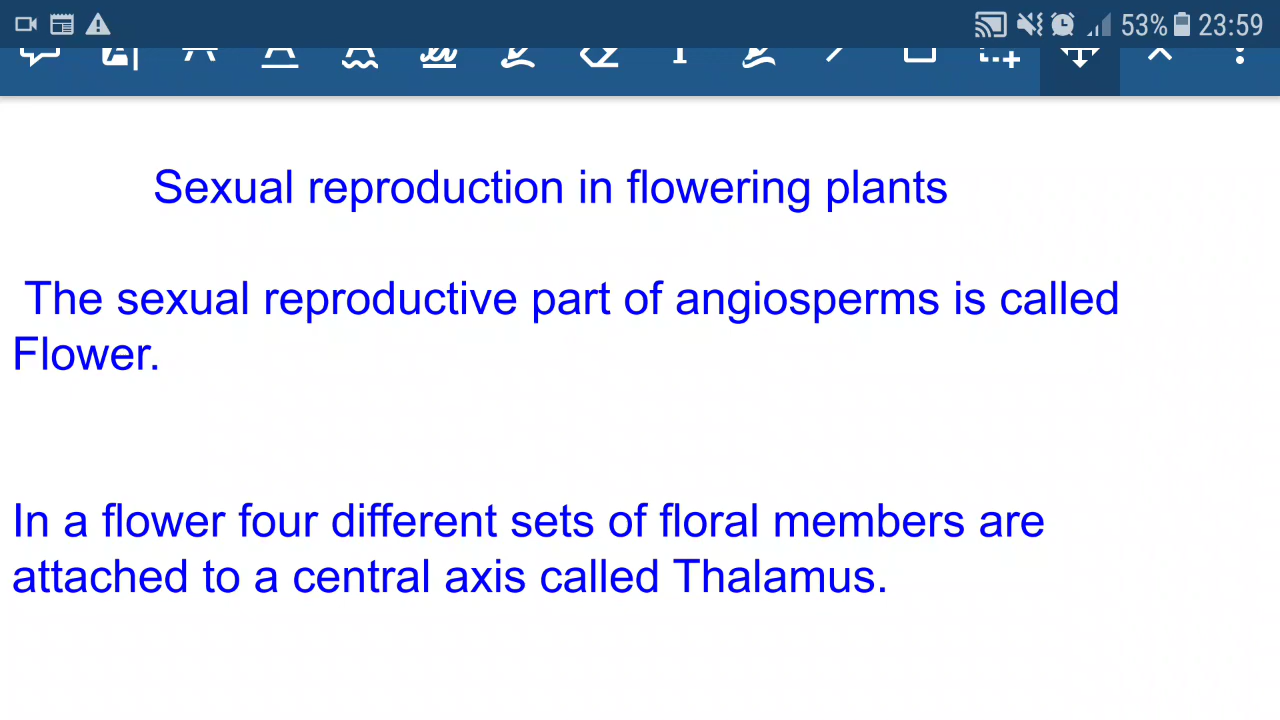 53% 23:59
Sexual reproduction in flowering plants
The sexual reproductive part of angiosperms is called
Flower.
In a flower four different sets of floral members are
attached to a central axis called Thalamus.